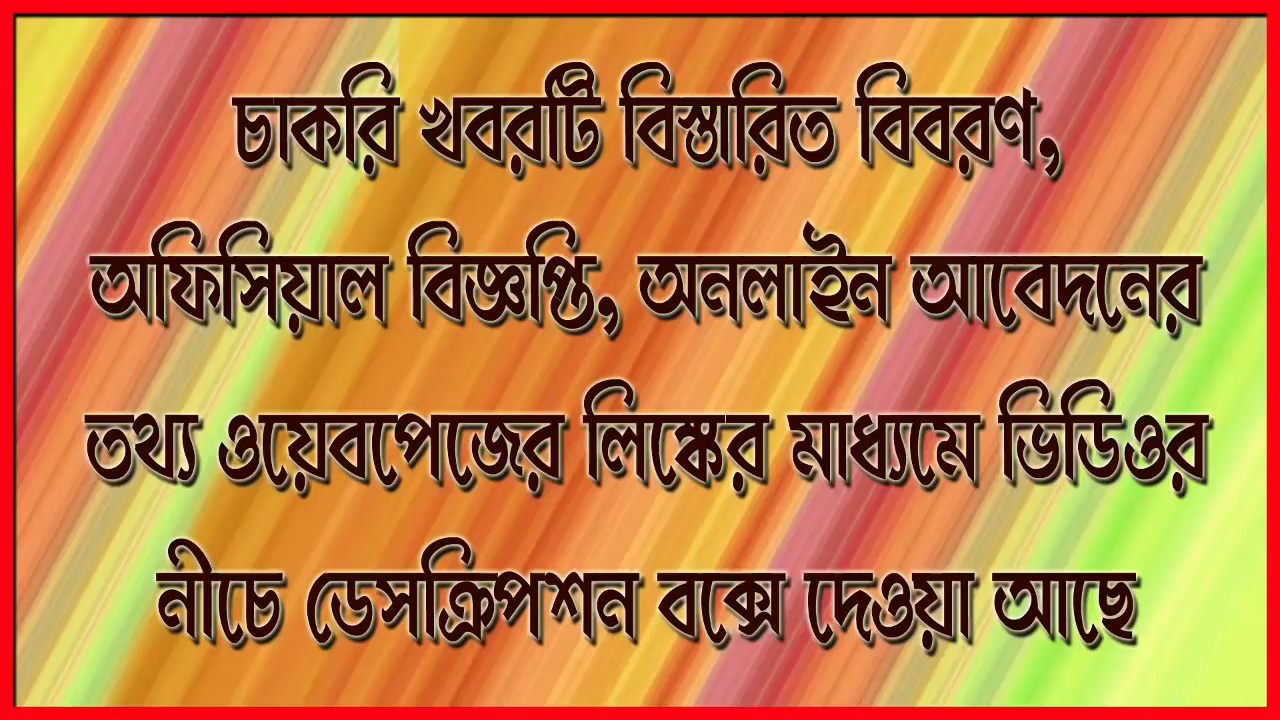 চাকরি খবরটি বিস্তারিত বিবরণ,
অফিসিয়াল বিজ্ঞপ্তি, অনলাইন আবেদনের
তথ্য ওয়েবপেজের লিঙ্কের মাধ্যমে ভিডিওর
নীচে ডেসক্রিপশন বক্সে দেওয়া আছে